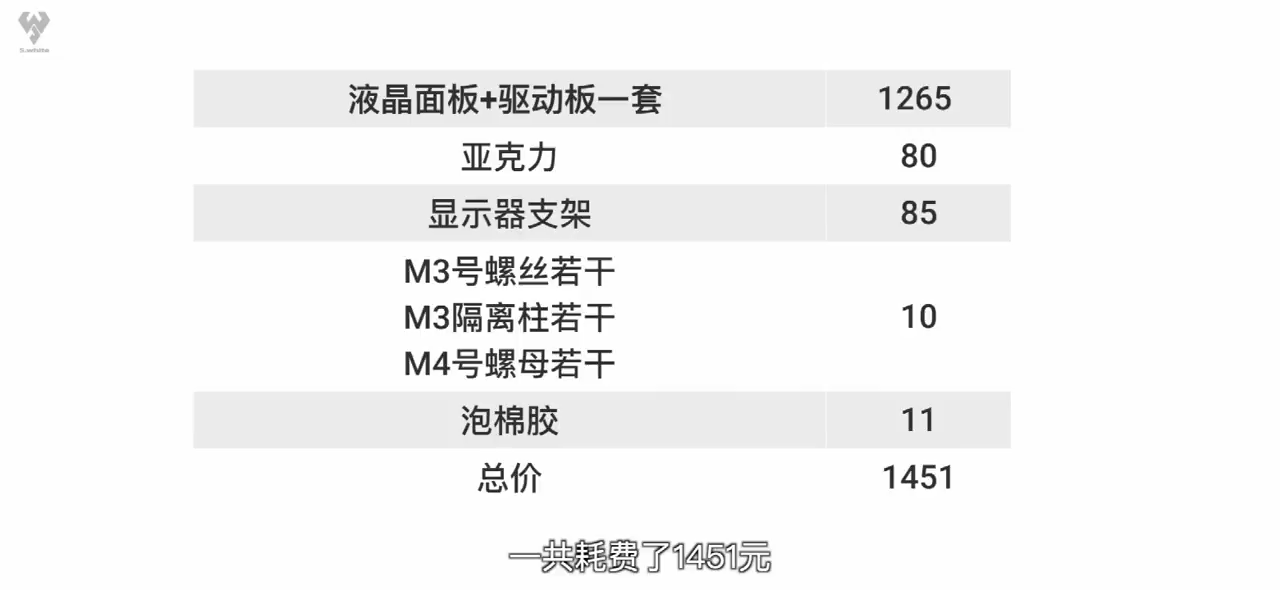 液晶面板+驱动板一套 1265
亚克力 80
显示器支架 85
M3号螺丝若干
M3隔离柱若干 10
M4号螺母若干
泡棉胶 11
总价 1451
一共耗费了1451元